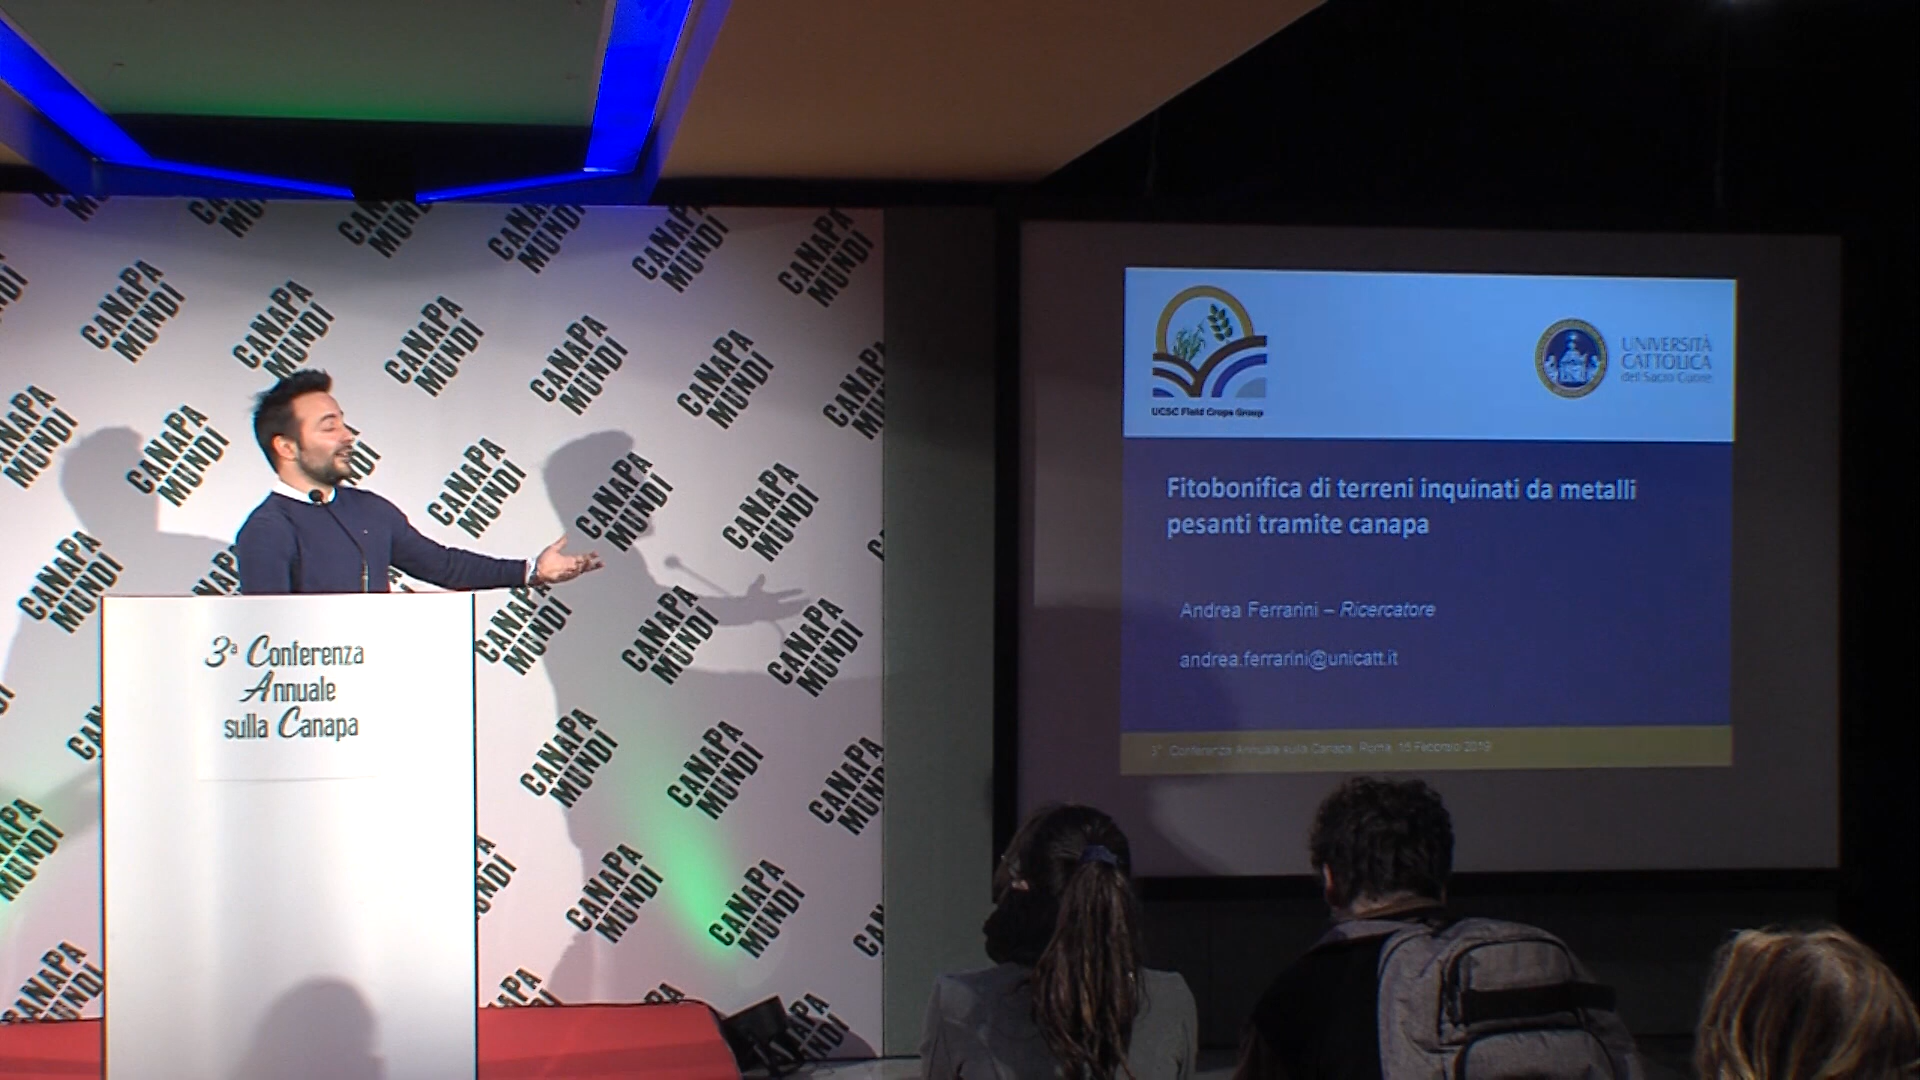 CANAPA
MUNDI
3ª Conferenza
Annuale
sulla Canapa
UCSC Field Crops Group
UNIVERSITÀ
CATTOLICA
del Sacro Cuore
Fitobonifica di terreni inquinati da metalli
pesanti tramite canapa
Andrea Ferrarini – Ricercatore
andrea.ferrarini@unicatt.it
3° Conferenza Annuale sulla Canapa, Roma, Febbraio 2019